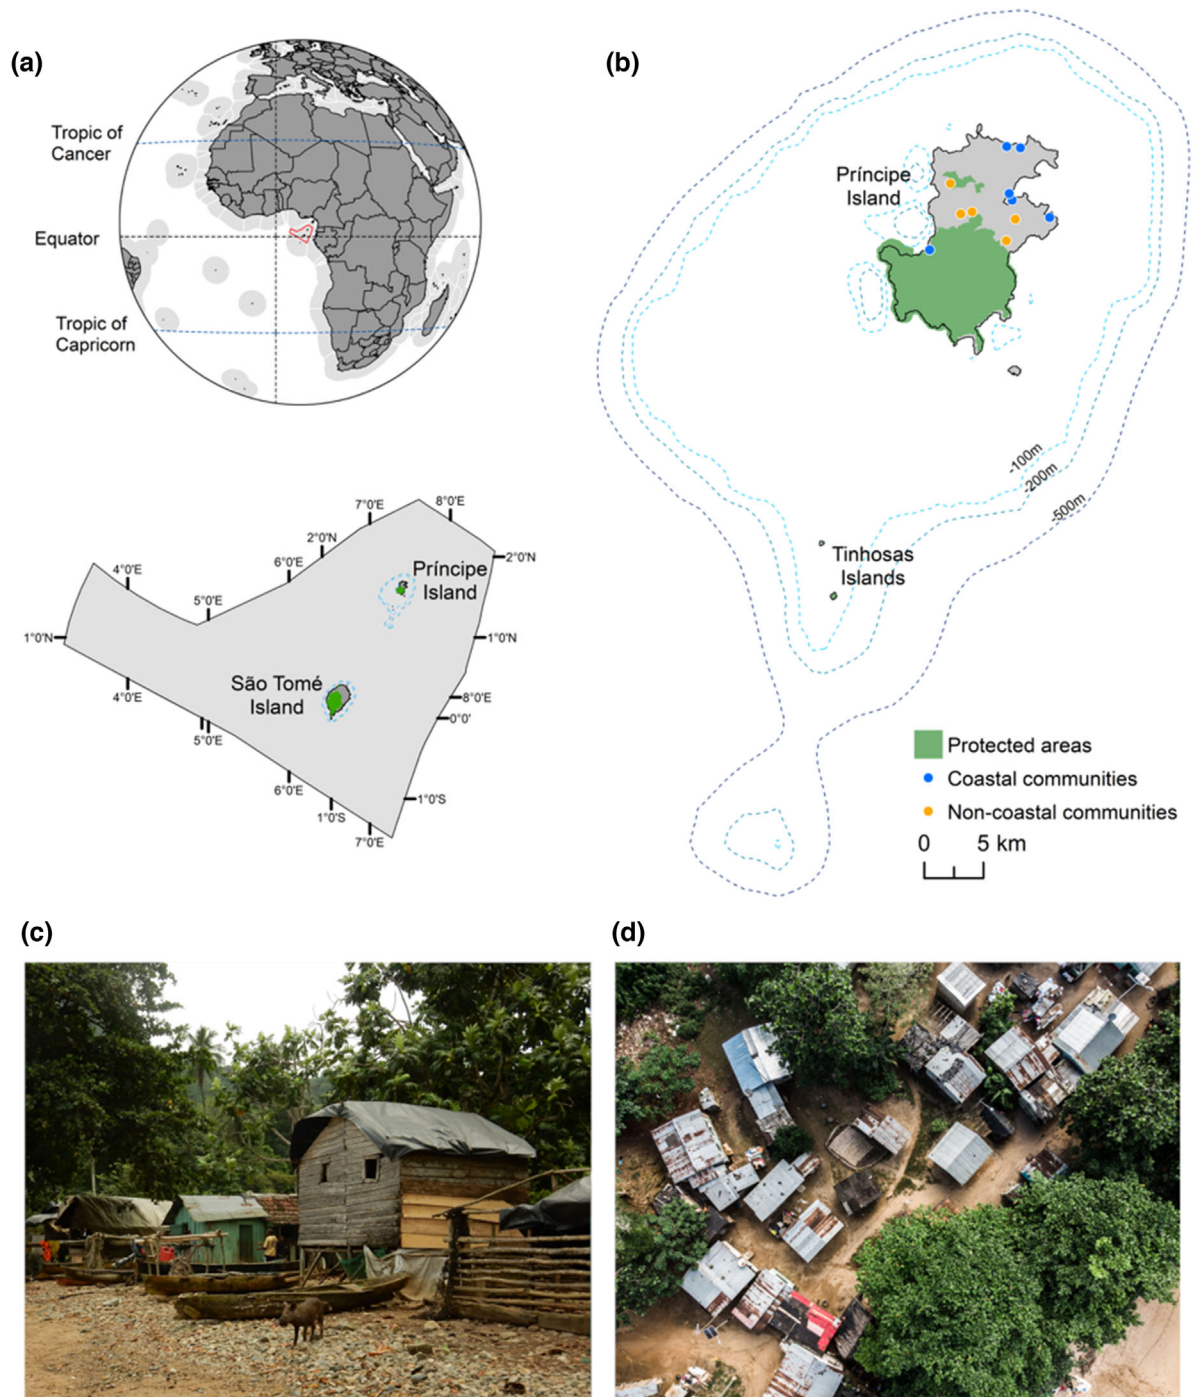 (a)
Tropic of
Cancer
Equator
Tropic of
Capricorn
(b)
Príncipe
Island
-100m
-200m
-500m
Tinhosas
Islands
Protected areas
Coastal communities
Non-coastal communities
0 5 km
7°0'E
8°0'E
2°0'N
6°0'E
2°0'N
4°0'E
5°0'E
Príncipe
Island
1°0'N
1°0'N
São Tomé
Island
4°0'E
8°0'E
0°0'
5°0'E
6°0'E
1°0'S
1°0'S
7°0'E
(c)
(d)